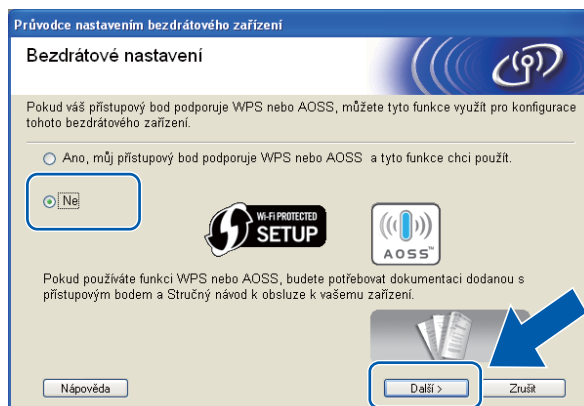 Průvodce nastavením bezdrátového zařízení
Bezdrátové nastavení
Pokud váš přístupový bod podporuje WPS nebo AOSS, můžete tyto funkce využít pro konfigurace
tohoto bezdrátového zařízení.
Ano, můj přístupový bod podporuje WPS nebo AOSS a tyto funkce chci použít.
Ne
WI-FI PROTECTED
SETUP
AOSS™
Pokud používáte funkci WPS nebo AOSS, budete potřebovat dokumentaci dodanou s
přístupovým bodem a Stručný návod k obsluze k vašemu zařízení.
Nápověda
Další >
Zrušit